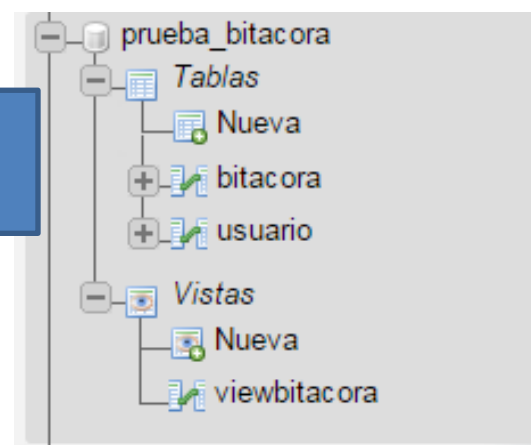 prueba_bitacora
Tablas
Nueva
bitacora
usuario
Vistas
Nueva
viewbitacora